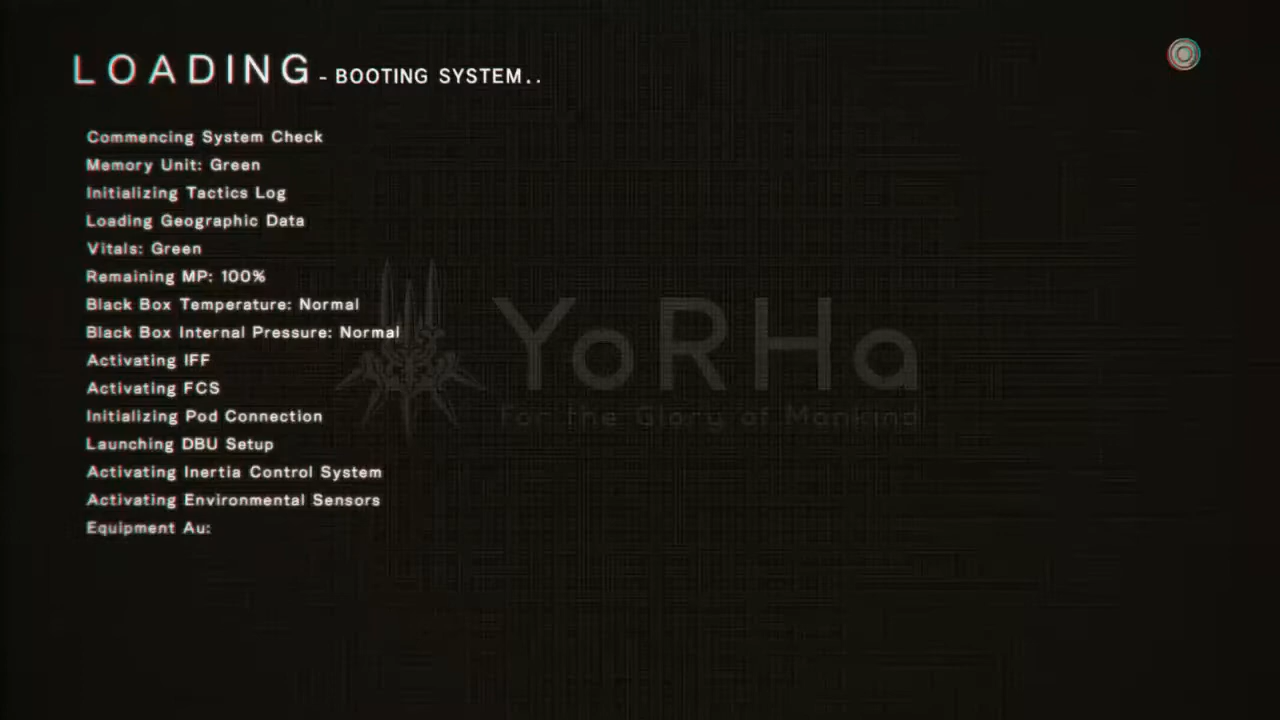 LOADING - BOOTING SYSTEM..
Commencing System Check
Memory Unit: Green
Initializing Tactics Log
Loading Geographic Data
Vitals: Green
Remaining MP: 100%
Black Box Temperature: Normal
Black Box Internal Pressure: Normal
Activating IFF
Activating FCS
Initializing Pod Connection
Launching DBU Setup
Activating Inertia Control System
Activating Environmental Sensors
Equipment Au:
YoRHa
For the Glory of Mankind